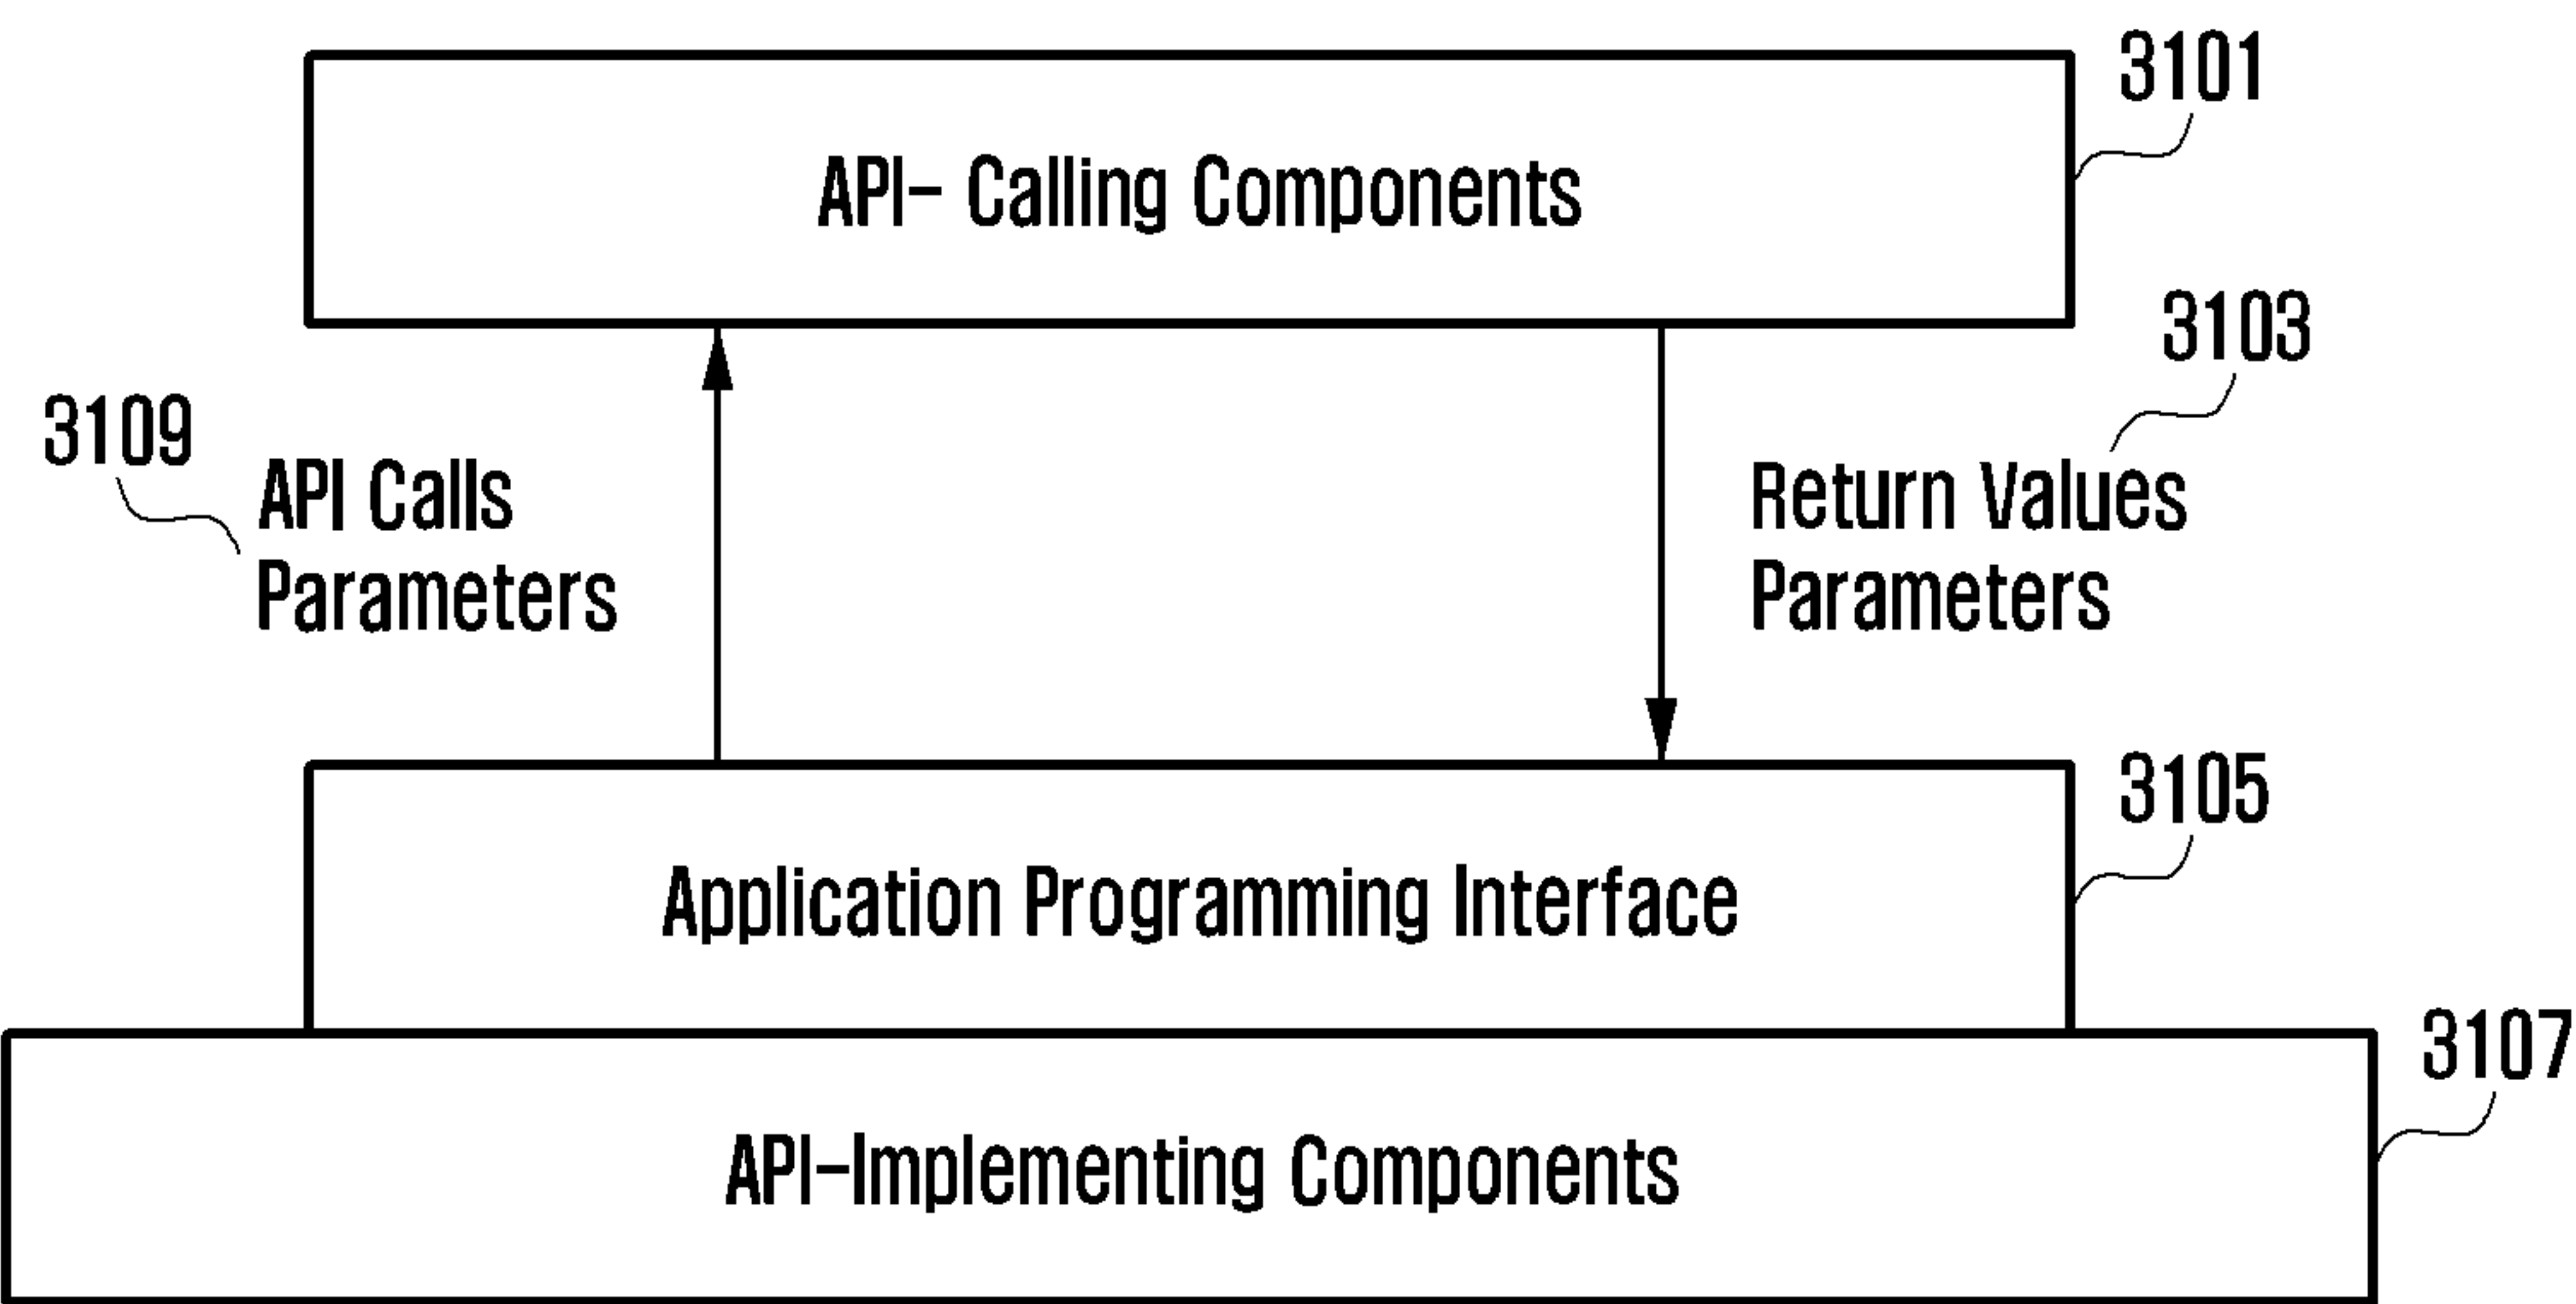 3101
API- Calling Components
3103
3109
API Calls
Parameters
Return Values
Parameters
3105
Application Programming Interface
3107
API-Implementing Components